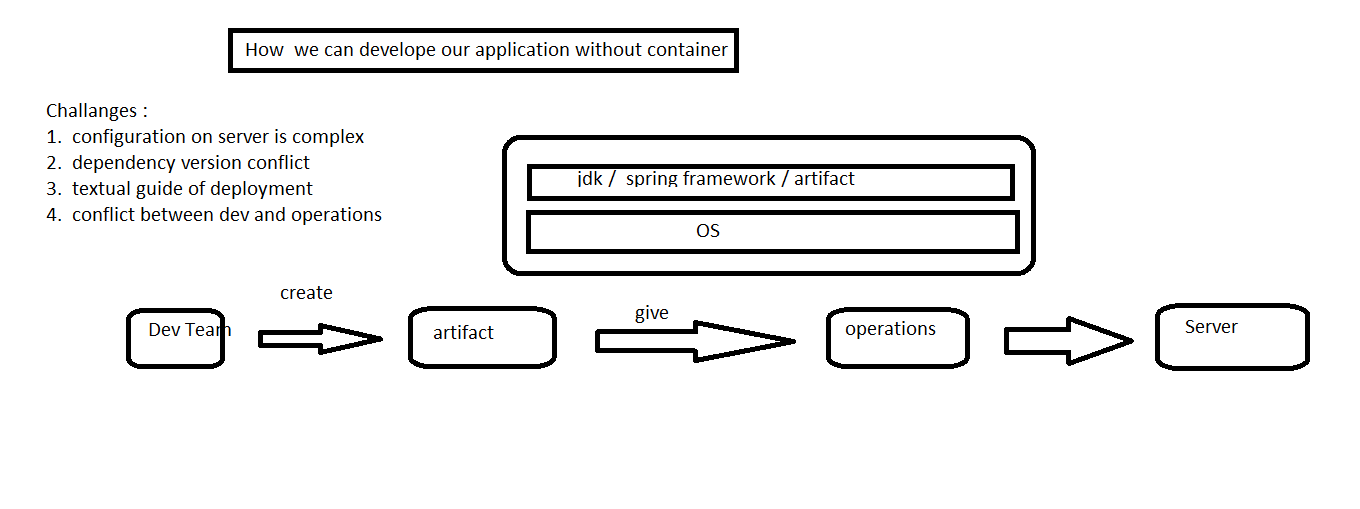 How we can develope our application without container
Challanges :
1. configuration on server is complex
2. dependency version conflict
3. textual guide of deployment
4. conflict between dev and operations
jdk / spring framework / artifact
OS
create
give
Dev Team
artifact
operations
Server